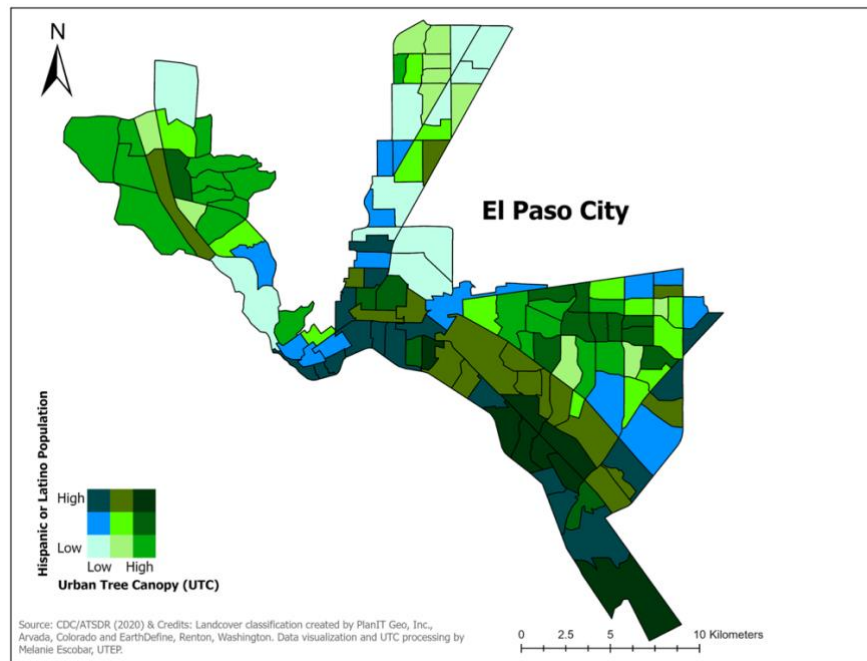 N
El Paso City
Hispanic or Latino Population
High
Low
Low High
Urban Tree Canopy (UTC)
Source: CDC/ATSDR (2020) & Credits: Landcover classification created by PlanIT Geo, Inc.,
Arvada, Colorado and EarthDefine, Renton, Washington. Data visualization and UTC processing by
Melanie Escobar, UTEP.
0 2.5 5 10 Kilometers